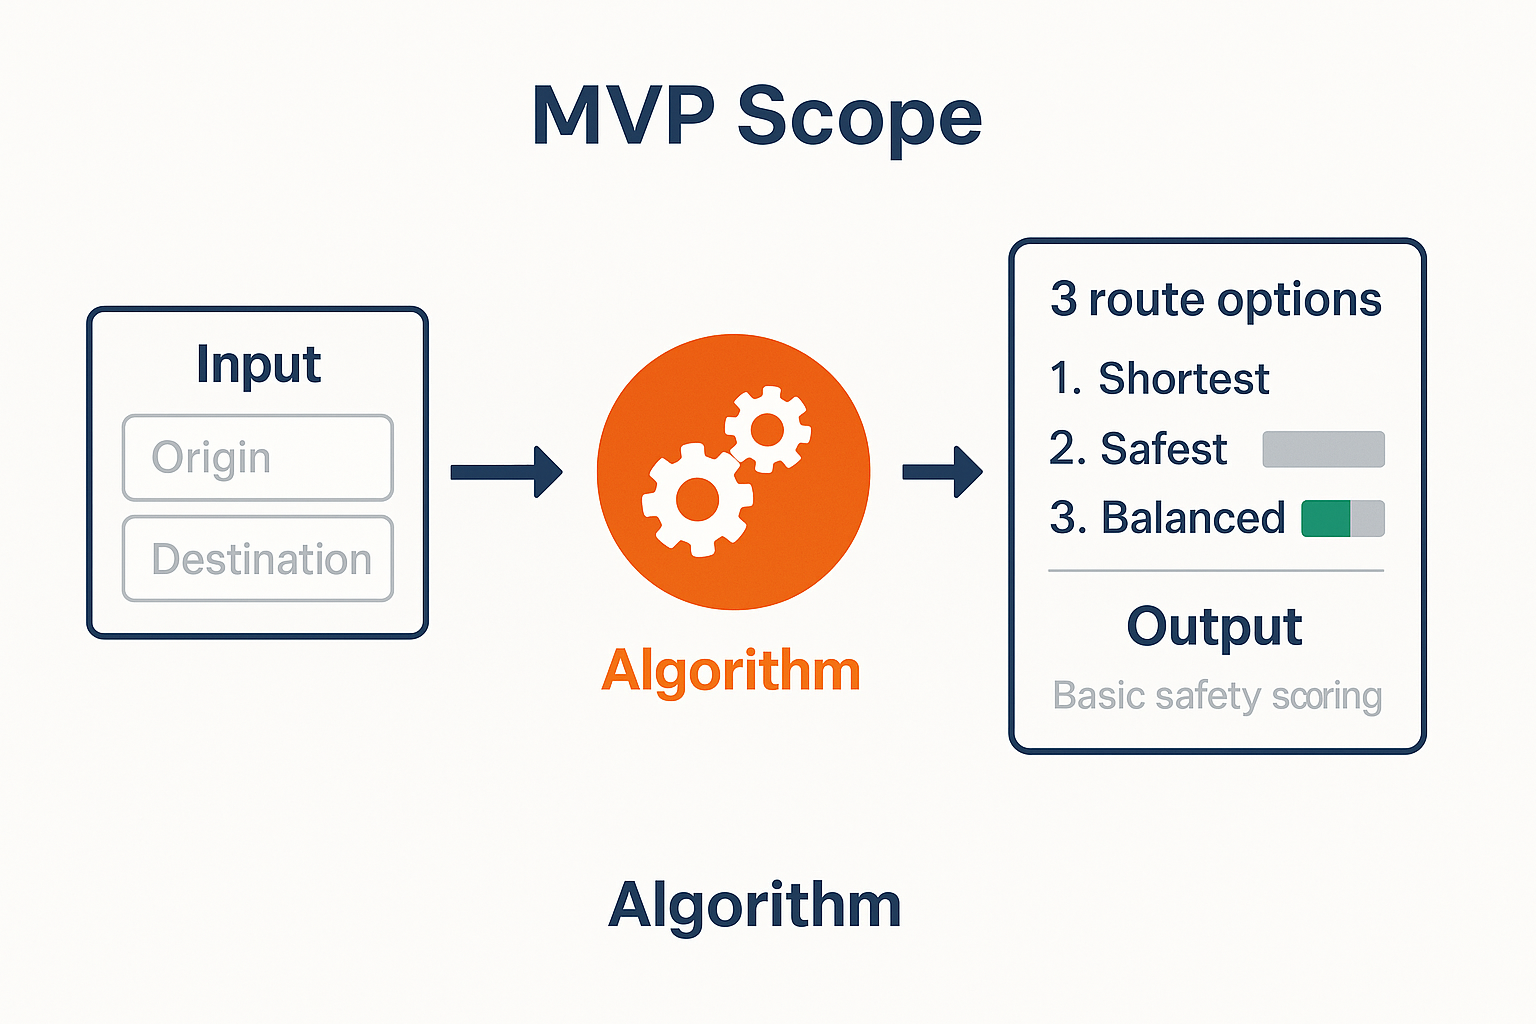 MVP Scope
Input
Origin
Destination
Algorithm
3 route options
1. Shortest
2. Safest
3. Balanced
Output
Basic safety scoring
Algorithm